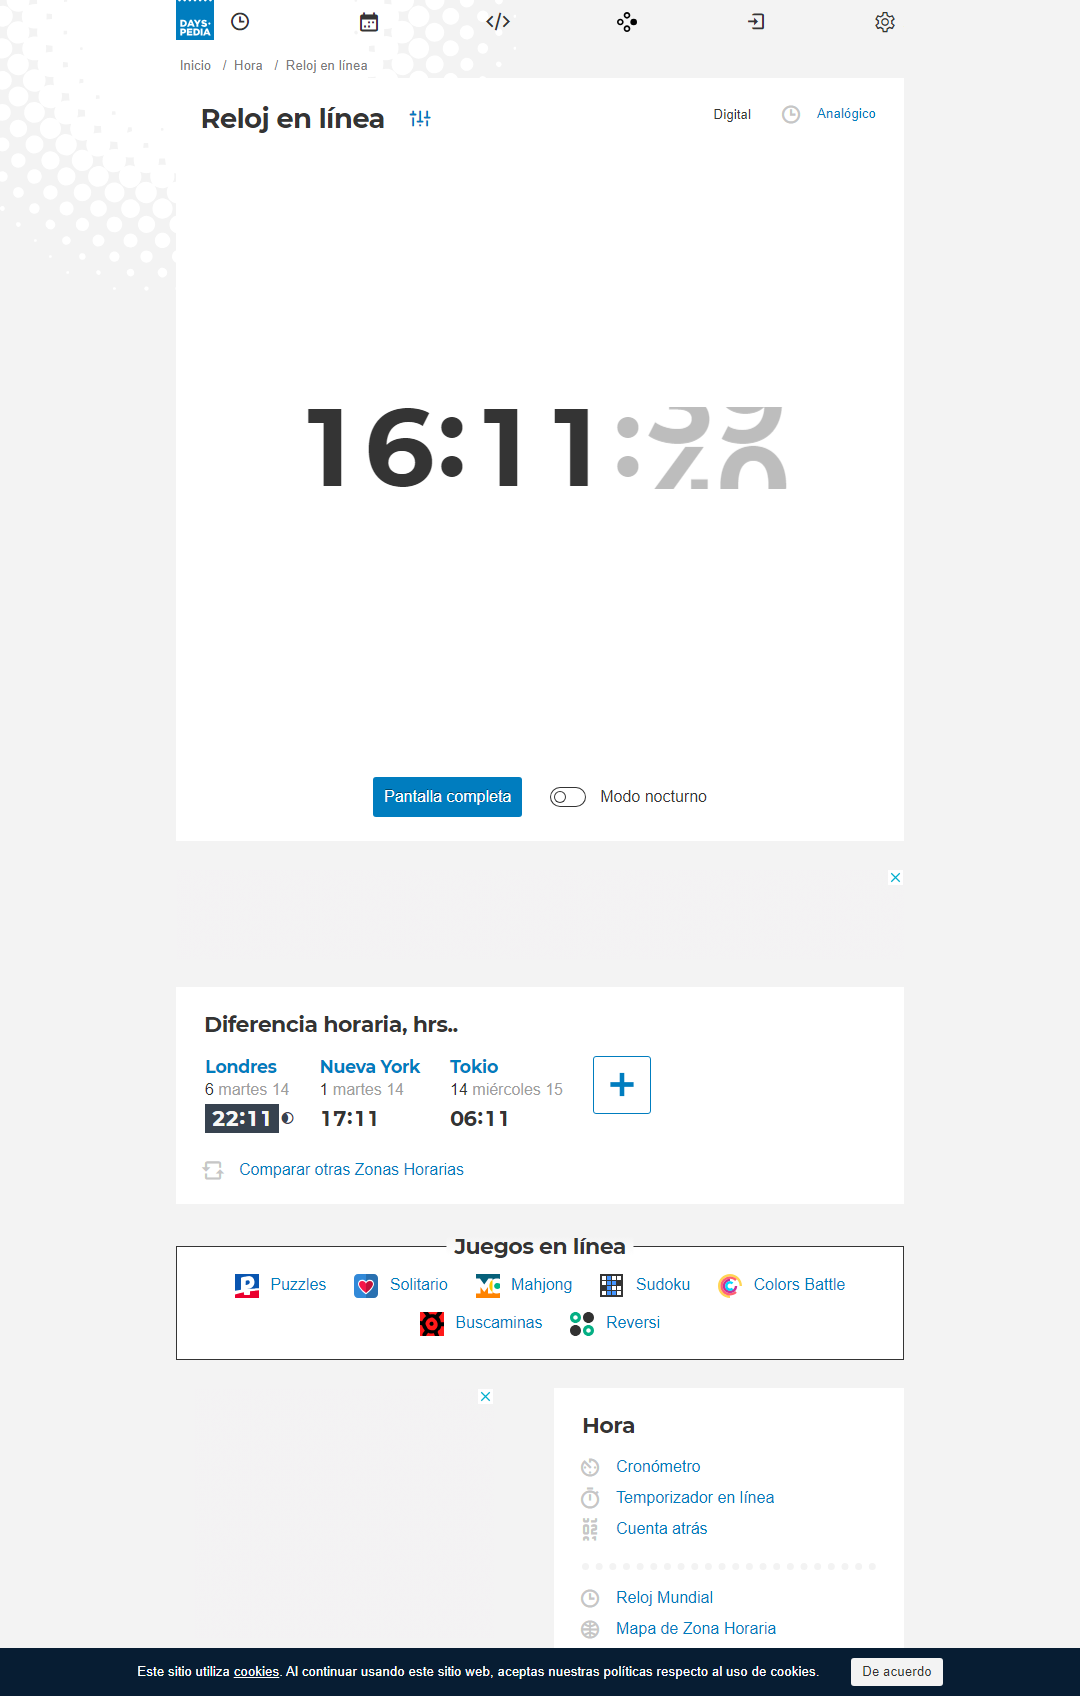 DAYS•
PEDIA
Inicio / Hora / Reloj en línea
Reloj en línea
Digital
Analógico
16:11
Pantalla completa
Modo nocturno
Diferencia horaria, hrs..
Londres
6 martes 14
22:11
Nueva York
1 martes 14
17:11
Tokio
14 miércoles 15
06:11
Comparar otras Zonas Horarias
Juegos en línea
Puzzles Solitario Mahjong Sudoku Colors Battle
Buscaminas Reversi
Hora
Cronómetro
Temporizador en línea
Cuenta atrás
Reloj Mundial
Mapa de Zona Horaria
Este sitio utiliza cookies. Al continuar usando este sitio web, aceptas nuestras políticas respecto al uso de cookies.
De acuerdo